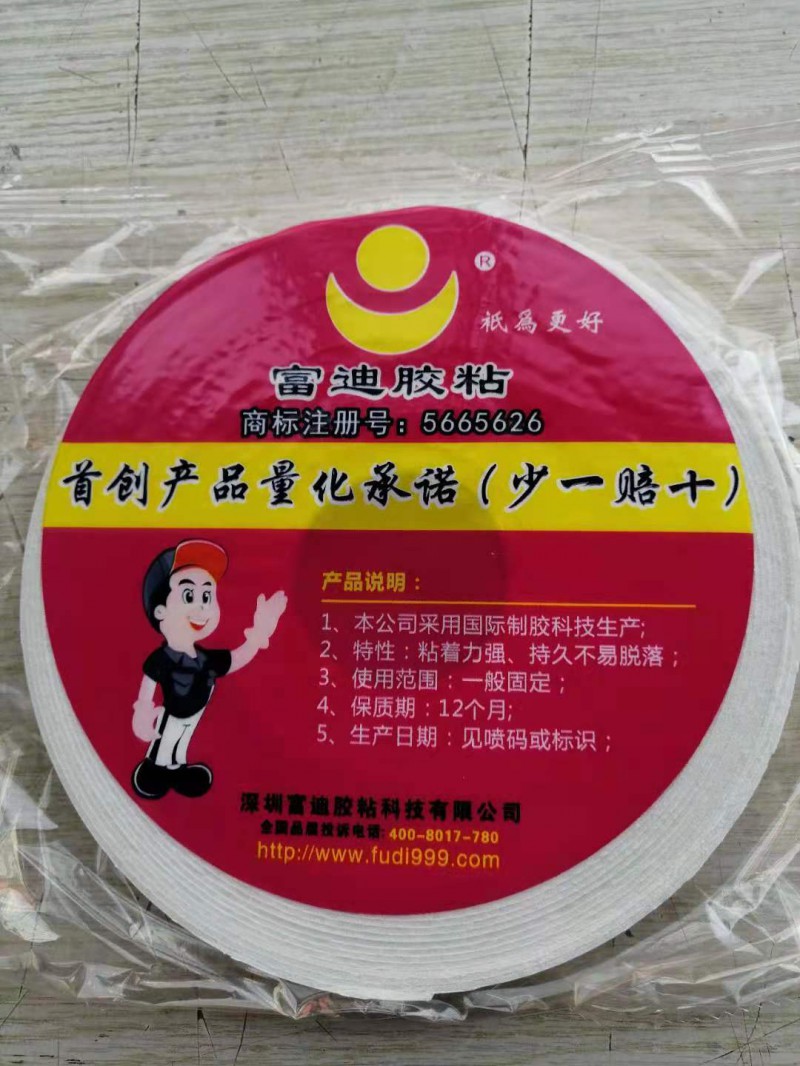 ®
祇為更好
富迪胶粘
商标注册号：5665626
首创产品量化承诺（少一赔十）
产品说明：
1、本公司采用国际制胶科技生产;
2、特性：粘着力强、持久不易脱落；
3、使用范围：一般固定；
4、保质期：12个月;
5、生产日期：见喷码或标识；
深圳富迪胶粘科技有限公司
全国品质投诉电话:400-8017-780
http://www.fudi999.com